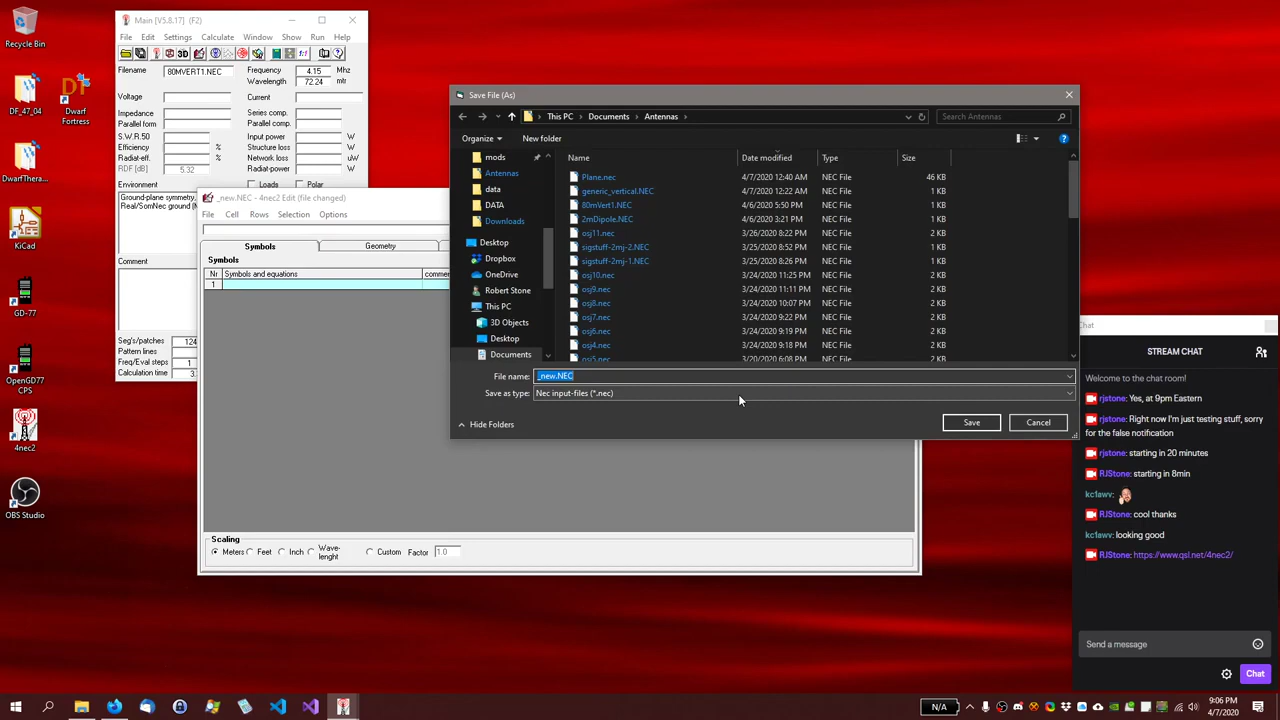 Recycle Bin
DF_47_04
Dwarf
Fortress
DwarfThera...
KiCad
GD-77
OpenGD77
CPS
4nec2
OBS Studio
Main [V5.8.17] (F2)
File Edit Settings Calculate Window Show Run Help
3D
Filename 80MVERT1.NEC Frequency 4.15 Mhz
Wavelength 72.24 mtr
Voltage Current
Impedance Series comp.
Parallel form Parallel comp.
S.W.R.50 Input power W
Efficiency % Structure loss W
Radiat-eff. % Network loss uW
RDF [dB] 5.32 Radiat-power W
Environment Loads Polar
Ground-plane symmetry,
Real/SomNec ground (M
Comment
Seg's/patches 124
Pattern lines
Freq/Eval steps 1
Calculation time 3.
_new.NEC - 4nec2 Edit (file changed)
File Cell Rows Selection Options
Symbols Geometry
Nr Symbols and equations comme
1
Scaling
Meters Feet Inch Wave-
lenght Custom Factor 1.0
Save File (As)
This PC Documents Antennas
Search Antennas
Organize New folder
mods
Antennas
data
DATA
Downloads
Desktop
Dropbox
OneDrive
Robert Stone
This PC
3D Objects
Desktop
Documents
Name Date modified Type Size
Plane.nec 4/7/2020 12:40 AM NEC File 46 KB
generic_vertical.NEC 4/7/2020 12:22 AM NEC File 1 KB
80mVert1.NEC 4/6/2020 5:50 PM NEC File 1 KB
2mDipole.NEC 4/6/2020 3:21 PM NEC File 1 KB
osj11.nec 3/26/2020 8:22 PM NEC File 2 KB
sigstuff-2mj-2.NEC 3/25/2020 8:52 PM NEC File 1 KB
sigstuff-2mj-1.NEC 3/25/2020 8:26 PM NEC File 1 KB
osj10.nec 3/24/2020 11:25 PM NEC File 2 KB
osj9.nec 3/24/2020 11:11 PM NEC File 2 KB
osj8.nec 3/24/2020 10:07 PM NEC File 2 KB
osj7.nec 3/24/2020 9:22 PM NEC File 2 KB
osj6.nec 3/24/2020 9:19 PM NEC File 2 KB
osj4.nec 3/24/2020 9:18 PM NEC File 2 KB
osj5.nec 3/24/2020 6:08 PM NEC File 2 KB
File name: _new.NEC
Save as type: Nec input-files (*.nec)
Hide Folders Save Cancel
Chat
STREAM CHAT
Welcome to the chat room!
rjstone: Yes, at 9pm Eastern
rjstone: Right now I'm just testing stuff, sorry
for the false notification
rjstone: starting in 20 minutes
RJStone: starting in 8min
kcfawv:
RJStone: cool thanks
kcfawv: looking good
RJStone: https://www.qsl.net/4nec2/
Send a message
Chat
N/A
9:06 PM
4/7/2020